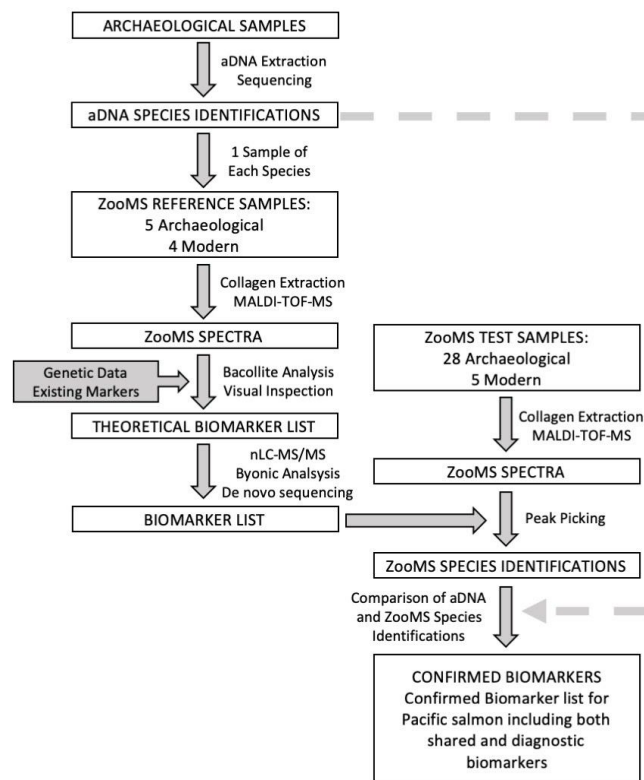 ARCHAEOLOGICAL SAMPLES
aDNA Extraction
Sequencing
aDNA SPECIES IDENTIFICATIONS
1 Sample of
Each Species
ZooMS REFERENCE SAMPLES:
5 Archaeological
4 Modern
Collagen Extraction
MALDI-TOF-MS
ZooMS SPECTRA
Genetic Data
Existing Markers
Bacollite Analysis
Visual Inspection
THEORETICAL BIOMARKER LIST
nLC-MS/MS
Byonic Analsysis
De novo sequencing
BIOMARKER LIST
ZooMS TEST SAMPLES:
28 Archaeological
5 Modern
Collagen Extraction
MALDI-TOF-MS
ZooMS SPECTRA
Peak Picking
ZooMS SPECIES IDENTIFICATIONS
Comparison of aDNA
and ZooMS Species
Identifications
CONFIRMED BIOMARKERS
Confirmed Biomarker list for
Pacific salmon including both
shared and diagnostic
biomarkers